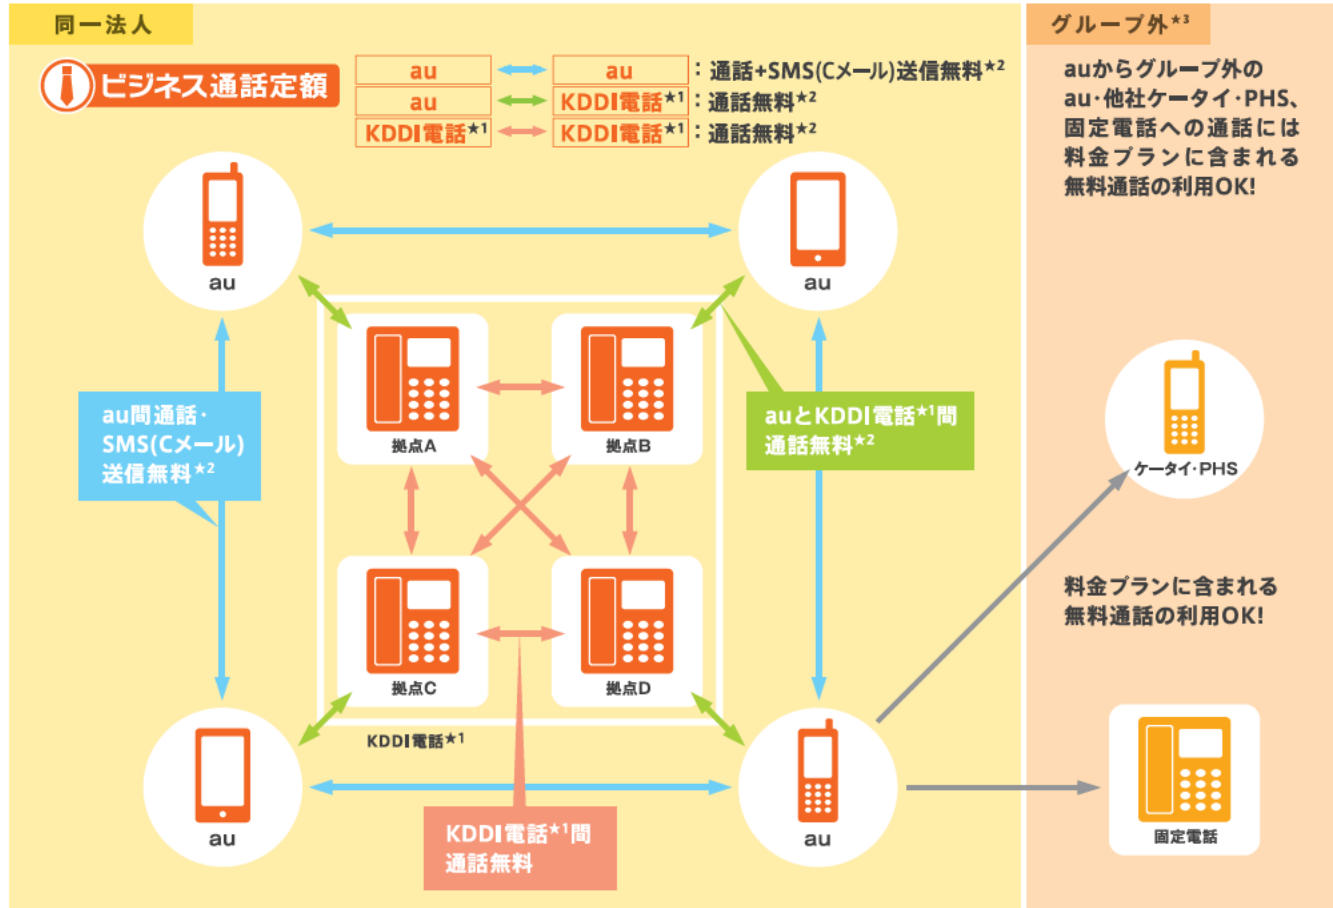 同一法人
グループ外★3
ビジネス通話定額
au au :通話+SMS(Cメール)送信無料★2
au KDDI電話★1 :通話無料★2
KDDI電話★1 KDDI電話★1 :通話無料★2
auからグループ外の
au・他社ケータイ・PHS、
固定電話への通話には
料金プランに含まれる
無料通話の利用OK!
au
au
拠点A
拠点B
au間通話・
SMS(Cメール)
送信無料★2
auとKDDI電話★1間
通話無料★2
ケータイ・PHS
料金プランに含まれる
無料通話の利用OK!
拠点C
拠点D
KDDI電話★1
au
au
KDDI電話★1間
通話無料
固定電話